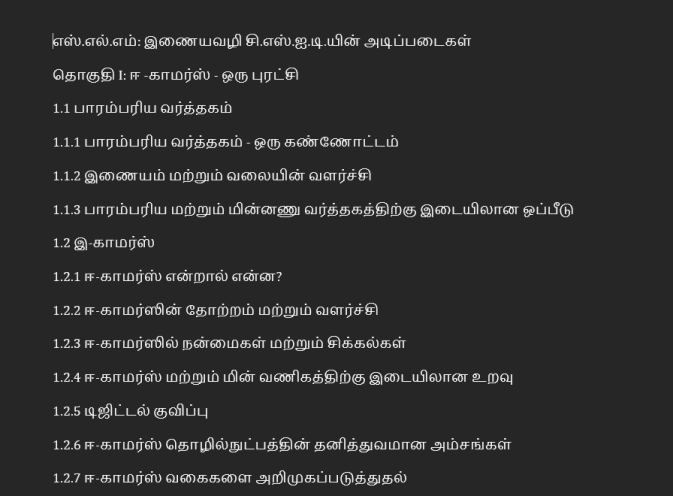 எஸ்.எல்.எம்: இணையவழி சி.எஸ்.ஐ.டி.யின் அடிப்படைகள்
தொகுதி I: ஈ -காமர்ஸ் - ஒரு புரட்சி
1.1 பாரம்பரிய வர்த்தகம்
1.1.1 பாரம்பரிய வர்த்தகம் - ஒரு கண்ணோட்டம்
1.1.2 இணையம் மற்றும் வலையின் வளர்ச்சி
1.1.3 பாரம்பரிய மற்றும் மின்னணு வர்த்தகத்திற்கு இடையிலான ஒப்பீடு
1.2 இ-காமர்ஸ்
1.2.1 ஈ-காமர்ஸ் என்றால் என்ன?
1.2.2 ஈ-காமர்ஸின் தோற்றம் மற்றும் வளர்ச்சி
1.2.3 ஈ-காமர்ஸில் நன்மைகள் மற்றும் சிக்கல்கள்
1.2.4 ஈ-காமர்ஸ் மற்றும் மின் வணிகத்திற்கு இடையிலான உறவு
1.2.5 டிஜிட்டல் குவிப்பு
1.2.6 ஈ-காமர்ஸ் தொழில்நுட்பத்தின் தனித்துவமான அம்சங்கள்
1.2.7 ஈ-காமர்ஸ் வகைகளை அறிமுகப்படுத்துதல்